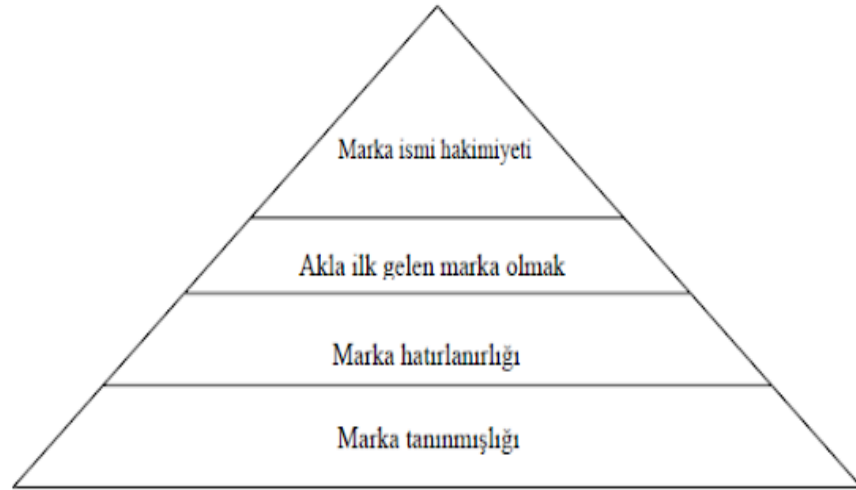 Marka ismi hakimiyeti
Akla ilk gelen marka olmak
Marka hatırlanırlığı
Marka tanınmışlığı